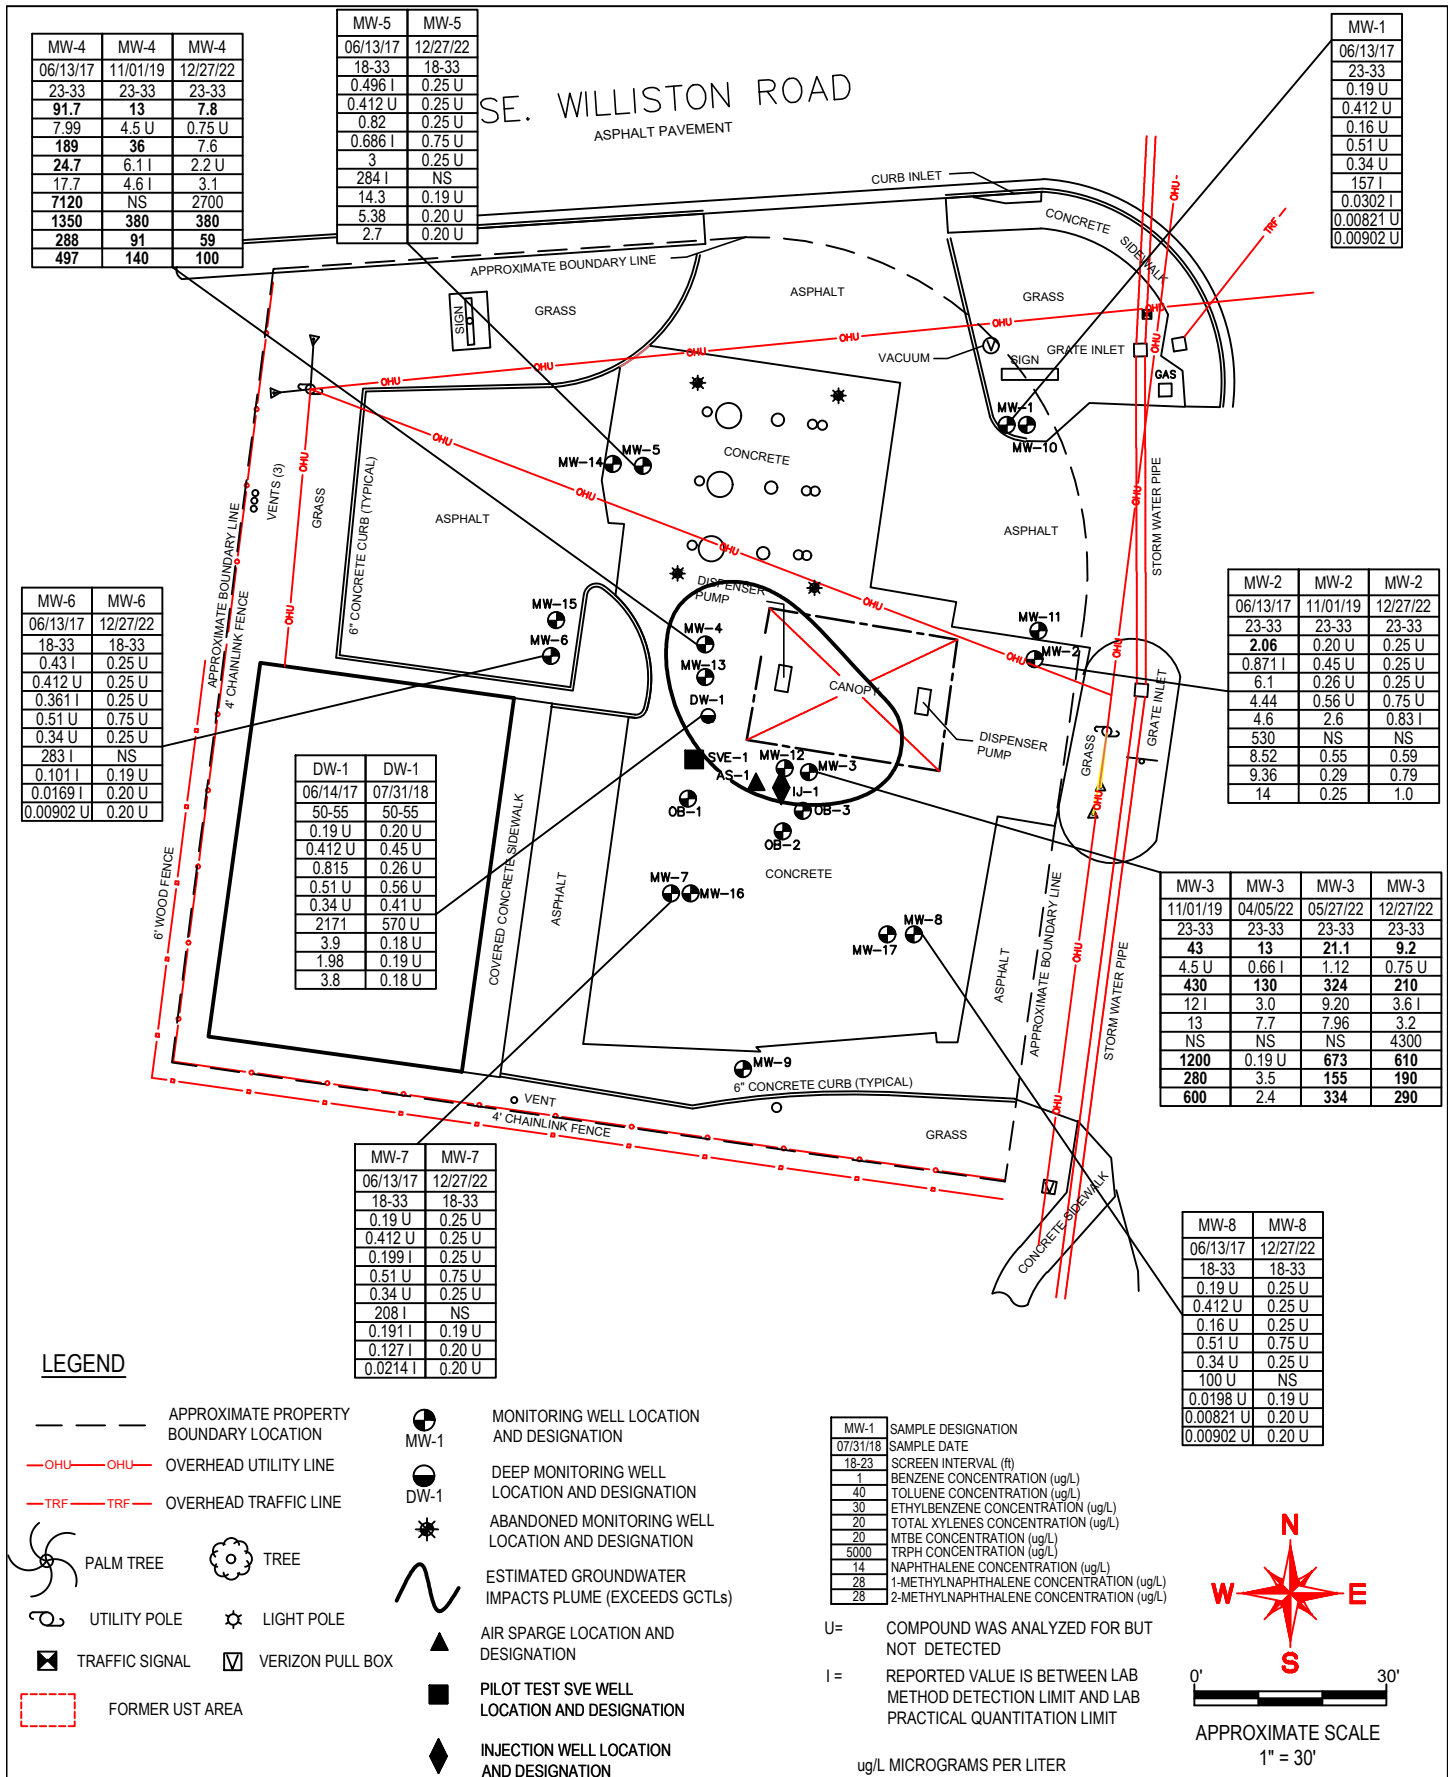 MW-4 MW-4 MW-4
06/13/17 11/01/19 12/27/22
23-33 23-33 23-33
91.7 13 7.8
7.99 4.5 U 0.75 U
189 36 7.6
24.7 6.1 I 2.2 U
17.7 4.6 I 3.1
7120 NS 2700
1350 380 380
288 91 59
497 140 100
MW-5 MW-5
06/13/17 12/27/22
18-33 18-33
0.496 I 0.25 U
0.412 U 0.25 U
0.82 0.25 U
0.686 I 0.75 U
3 0.25 U
284 I NS
14.3 0.19 U
5.38 0.20 U
2.7 0.20 U
SE. WILLISTON ROAD
ASPHALT PAVEMENT
MW-1
06/13/17
23-33
0.19 U
0.412 U
0.16 U
0.51 U
0.34 U
157 I
0.0302 I
0.00821 U
0.00902 U
CURB INLET
CONCRETE SIDEWALK
OHU
TRF
APPROXIMATE BOUNDARY LINE
GRASS
SIGN
ASPHALT
GRASS
OHU
OHU
OHU
OHU
OHU
OHU
VACUUM
SIGN
GRATE INLET
GAS
MW-1
MW-10
OHU
OHU
CONCRETE
MW-14
MW-5
OHU
OHU
OHU
VENTS (3)
GRASS
6" CONCRETE CURB (TYPICAL)
ASPHALT
ASPHALT
STORM WATER PIPE
OHU
OHU
APPROXIMATE BOUNDARY LINE
4' CHAINLINK FENCE
DISPENSER
PUMP
OHU
MW-15
MW-6
MW-4
MW-13
DW-1
CANOPY
MW-11
MW-2
OHU
OHU
GRASS
GRATE INLET
DISPENSER
PUMP
MW-6 MW-6
06/13/17 12/27/22
18-33 18-33
0.43 I 0.25 U
0.412 U 0.25 U
0.361 I 0.25 U
0.51 U 0.75 U
0.34 U 0.25 U
283 I NS
0.101 I 0.19 U
0.0169 I 0.20 U
0.00902 U 0.20 U
MW-2 MW-2 MW-2
06/13/17 11/01/19 12/27/22
23-33 23-33 23-33
2.06 0.20 U 0.25 U
0.871 I 0.45 U 0.25 U
6.1 0.26 U 0.25 U
4.44 0.56 U 0.75 U
4.6 2.6 0.83 I
530 NS NS
8.52 0.55 0.59
9.36 0.29 0.79
14 0.25 1.0
DW-1 DW-1
06/14/17 07/31/18
50-55 50-55
0.19 U 0.20 U
0.412 U 0.45 U
0.815 0.26 U
0.51 U 0.56 U
0.34 U 0.41 U
2171 570 U
3.9 0.18 U
1.98 0.19 U
3.8 0.18 U
SVE-1
MW-12
MW-3
AS-1
IJ-1
OB-1
OB-3
OB-2
OHU
CONCRETE
MW-7
MW-16
MW-8
MW-17
6' WOOD FENCE
COVERED CONCRETE SIDEWALK
ASPHALT
ASPHALT
APPROXIMATE BOUNDARY LINE
OHU
STORM WATER PIPE
MW-3 MW-3 MW-3 MW-3
11/01/19 04/05/22 05/27/22 12/27/22
23-33 23-33 23-33 23-33
43 13 21.1 9.2
4.5 U 0.66 I 1.12 0.75 U
430 130 324 210
12 I 3.0 9.20 3.6 I
13 7.7 7.96 3.2
NS NS NS 4300
1200 0.19 U 673 610
280 3.5 155 190
600 2.4 334 290
MW-9
6" CONCRETE CURB (TYPICAL)
VENT
4' CHAINLINK FENCE
GRASS
OHU
OHU
CONCRETE SIDEWALK
MW-7 MW-7
06/13/17 12/27/22
18-33 18-33
0.19 U 0.25 U
0.412 U 0.25 U
0.199 I 0.25 U
0.51 U 0.75 U
0.34 U 0.25 U
208 I NS
0.191 I 0.19 U
0.127 I 0.20 U
0.0214 I 0.20 U
MW-8 MW-8
06/13/17 12/27/22
18-33 18-33
0.19 U 0.25 U
0.412 U 0.25 U
0.16 U 0.25 U
0.51 U 0.75 U
0.34 U 0.25 U
100 U NS
0.0198 U 0.19 U
0.00821 U 0.20 U
0.00902 U 0.20 U
LEGEND
APPROXIMATE PROPERTY
BOUNDARY LOCATION
OHU OHU OVERHEAD UTILITY LINE
TRF TRF OVERHEAD TRAFFIC LINE
PALM TREE
TREE
UTILITY POLE
LIGHT POLE
TRAFFIC SIGNAL
VERIZON PULL BOX
FORMER UST AREA
MW-1
MONITORING WELL LOCATION
AND DESIGNATION
DW-1
DEEP MONITORING WELL
LOCATION AND DESIGNATION
ABANDONED MONITORING WELL
LOCATION AND DESIGNATION
ESTIMATED GROUNDWATER
IMPACTS PLUME (EXCEEDS GCTLs)
AIR SPARGE LOCATION AND
DESIGNATION
PILOT TEST SVE WELL
LOCATION AND DESIGNATION
INJECTION WELL LOCATION
AND DESIGNATION
MW-1 SAMPLE DESIGNATION
07/31/18 SAMPLE DATE
18-23 SCREEN INTERVAL (ft)
1 BENZENE CONCENTRATION (ug/L)
40 TOLUENE CONCENTRATION (ug/L)
30 ETHYLBENZENE CONCENTRATION (ug/L)
20 TOTAL XYLENES CONCENTRATION (ug/L)
20 MTBE CONCENTRATION (ug/L)
5000 TRPH CONCENTRATION (ug/L)
14 NAPHTHALENE CONCENTRATION (ug/L)
28 1-METHYLNAPHTHALENE CONCENTRATION (ug/L)
28 2-METHYLNAPHTHALENE CONCENTRATION (ug/L)
U= COMPOUND WAS ANALYZED FOR BUT
NOT DETECTED
I = REPORTED VALUE IS BETWEEN LAB
METHOD DETECTION LIMIT AND LAB
PRACTICAL QUANTITATION LIMIT
ug/L MICROGRAMS PER LITER
N
W E
S
0' 30'
APPROXIMATE SCALE
1" = 30'